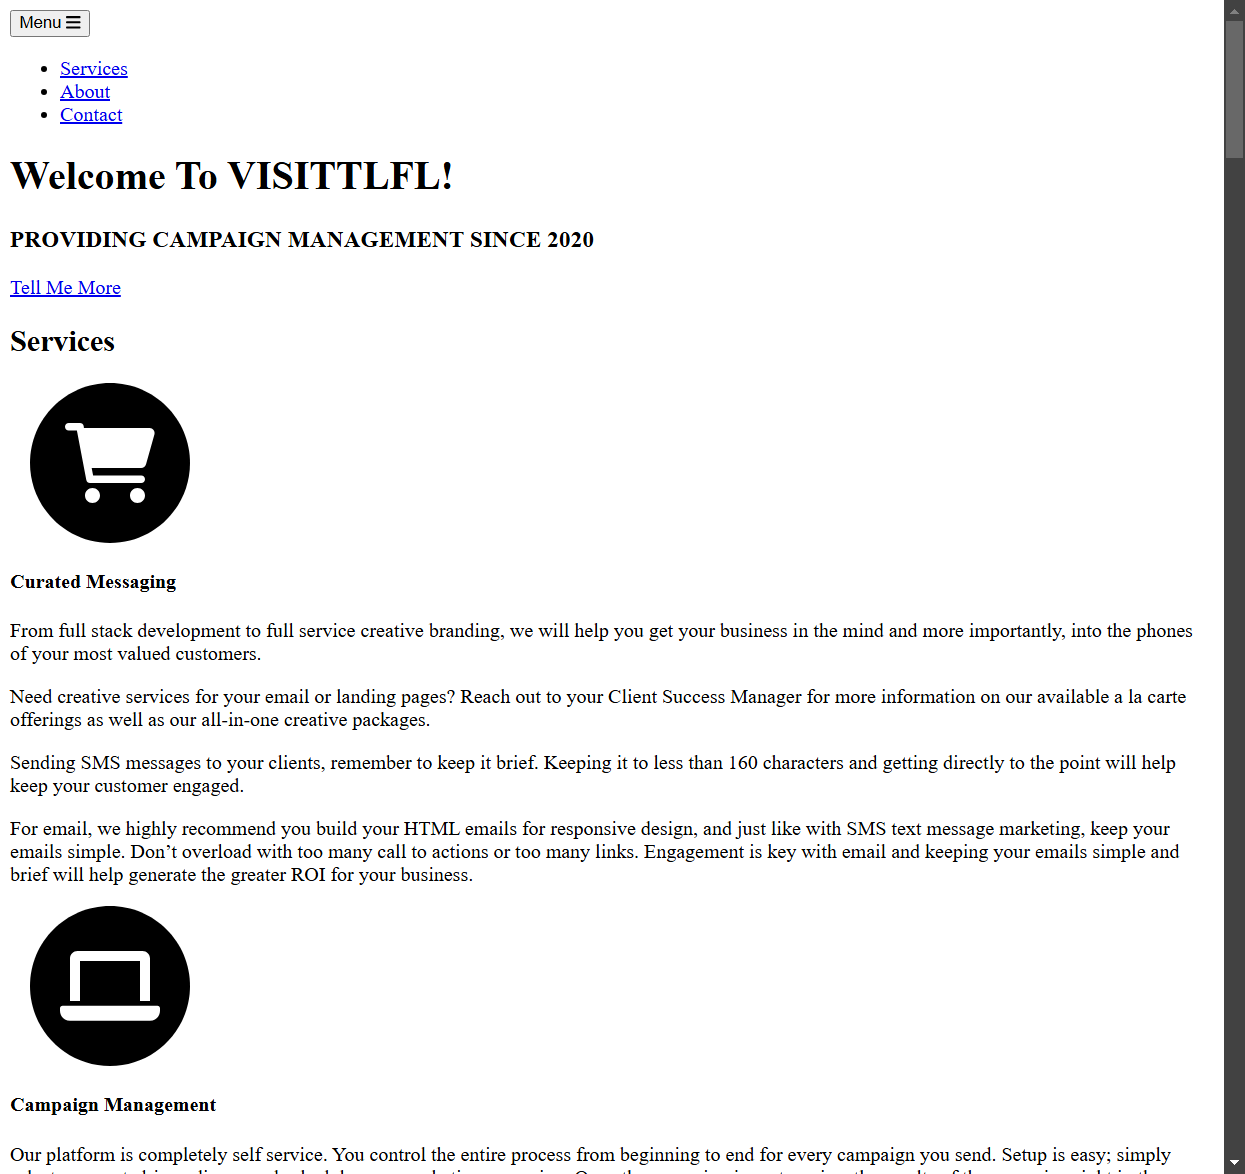 Menu
Services
About
Contact
Welcome To VISITTLFL!
PROVIDING CAMPAIGN MANAGEMENT SINCE 2020
Tell Me More
Services
Curated Messaging
From full stack development to full service creative branding, we will help you get your business in the mind and more importantly, into the phones
of your most valued customers.
Need creative services for your email or landing pages? Reach out to your Client Success Manager for more information on our available a la carte
offerings as well as our all-in-one creative packages.
Sending SMS messages to your clients, remember to keep it brief. Keeping it to less than 160 characters and getting directly to the point will help
keep your customer engaged.
For email, we highly recommend you build your HTML emails for responsive design, and just like with SMS text message marketing, keep your
emails simple. Don’t overload with too many call to actions or too many links. Engagement is key with email and keeping your emails simple and
brief will help generate the greater ROI for your business.
Campaign Management
Our platform is completely self service. You control the entire process from beginning to end for every campaign you send. Setup is easy; simply